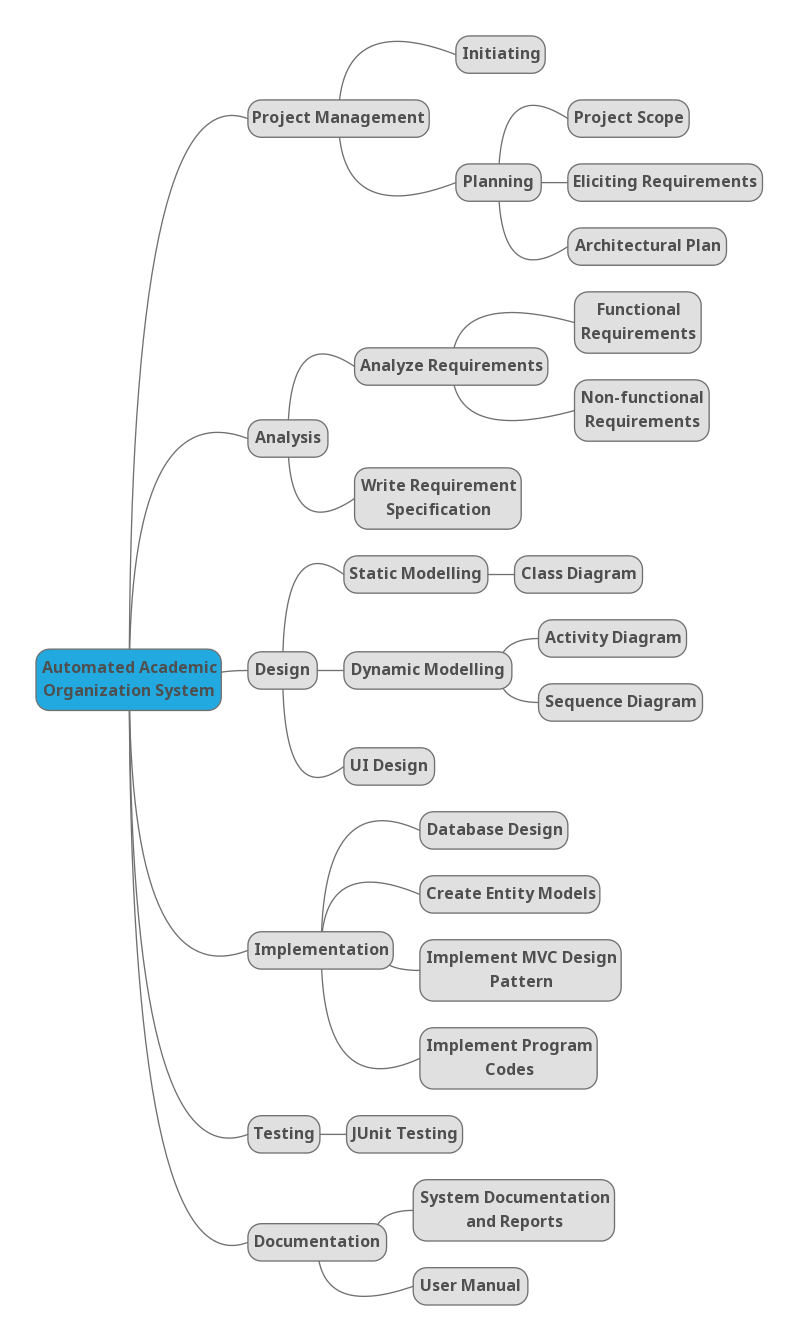 Initiating
Project Management
Project Scope
Planning
Eliciting Requirements
Architectural Plan
Functional
Requirements
Analyze Requirements
Non-functional
Requirements
Analysis
Write Requirement
Specification
Static Modelling
Class Diagram
Activity Diagram
Automated Academic
Organization System
Design
Dynamic Modelling
Sequence Diagram
UI Design
Database Design
Create Entity Models
Implementation
Implement MVC Design
Pattern
Implement Program
Codes
Testing
JUnit Testing
System Documentation
and Reports
Documentation
User Manual